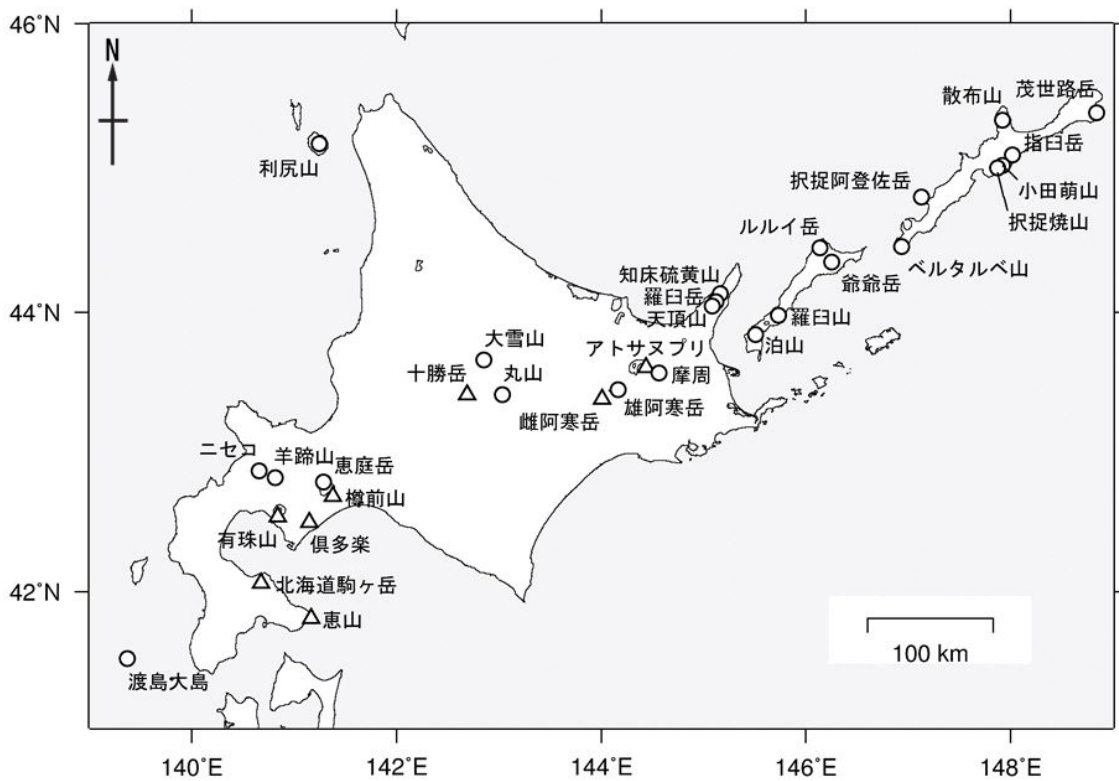 46°N
N
茂世路岳
散布山
指臼岳
利尻山
小田萌山
択捉阿登佐岳
択捉焼山
ルルイ岳
ベルタルベ山
爺爺岳
知床硫黄山
羅臼岳
44°N
天頂山
羅臼山
泊山
大雪山
アトサヌプリ
十勝岳
丸山
摩周
雌阿寒岳
雄阿寒岳
ニセコ
羊蹄山
恵庭岳
樽前山
有珠山
倶多楽
42°N
北海道駒ヶ岳
恵山
100 km
渡島大島
140°E
142°E
144°E
146°E
148°E